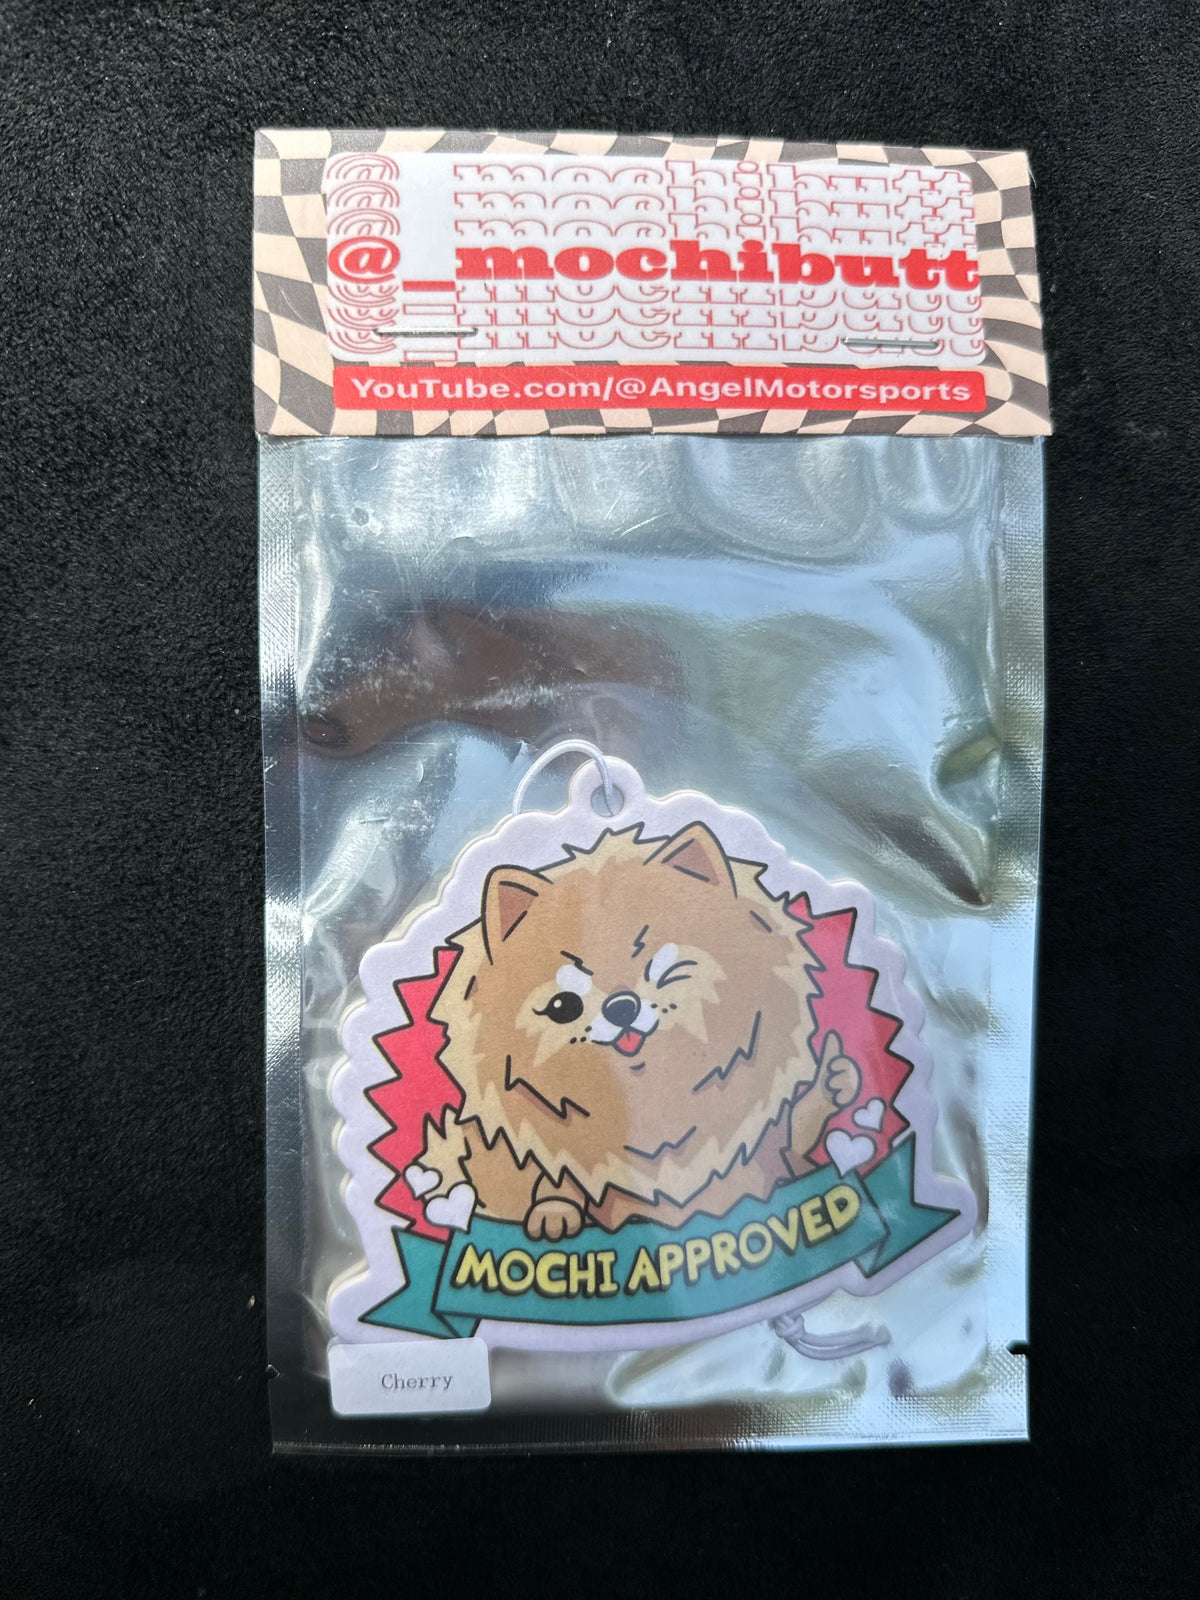 @_mochibutt
YouTube.com/@AngelMotorsports
MOCHI APPROVED
Cherry